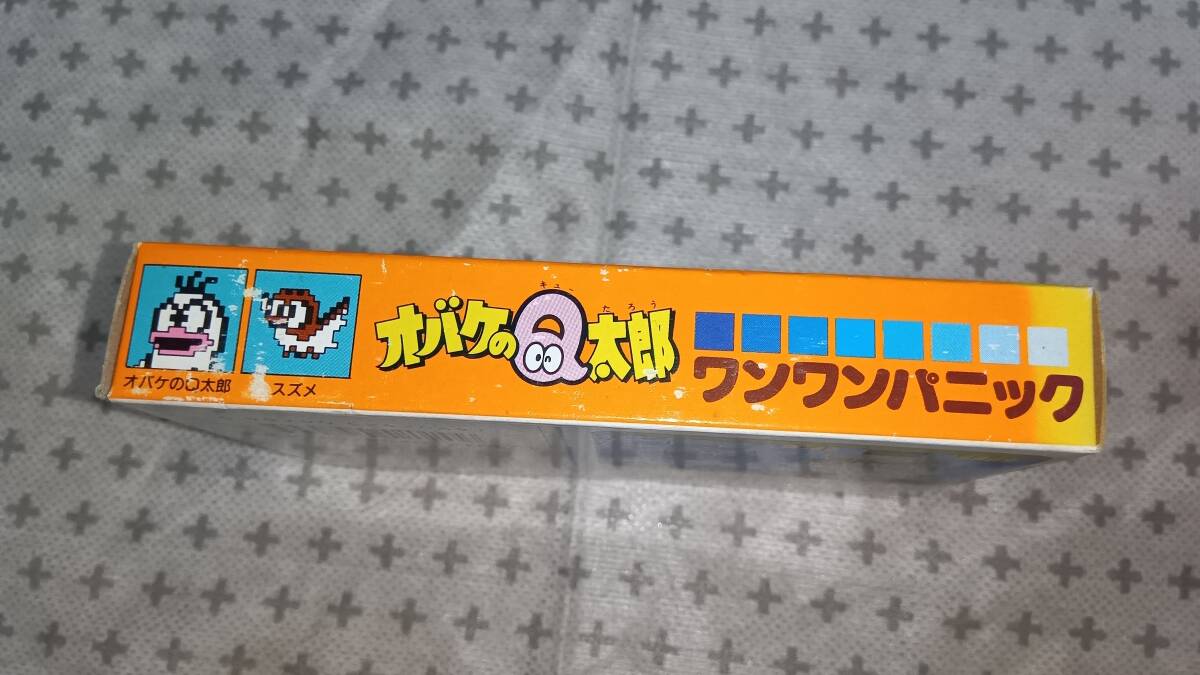 オバケのQ太郎
スズメ
キュー
たろう
オバケのQ太郎
ワンワンパニック